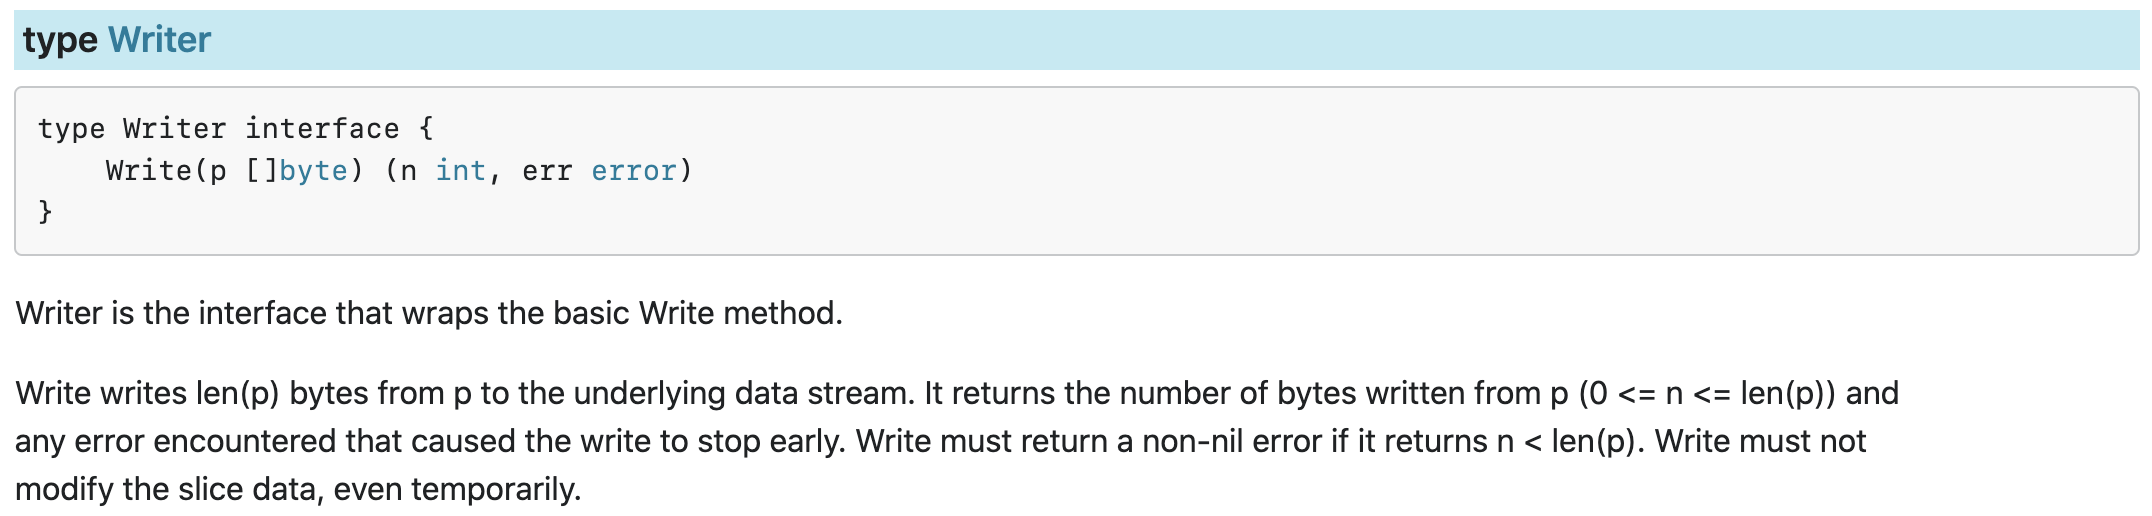 type Writer
type Writer interface {
    Write(p []byte) (n int, err error)
}
Writer is the interface that wraps the basic Write method.
Write writes len(p) bytes from p to the underlying data stream. It returns the number of bytes written from p (0 <= n <= len(p)) and
any error encountered that caused the write to stop early. Write must return a non-nil error if it returns n < len(p). Write must not
modify the slice data, even temporarily.